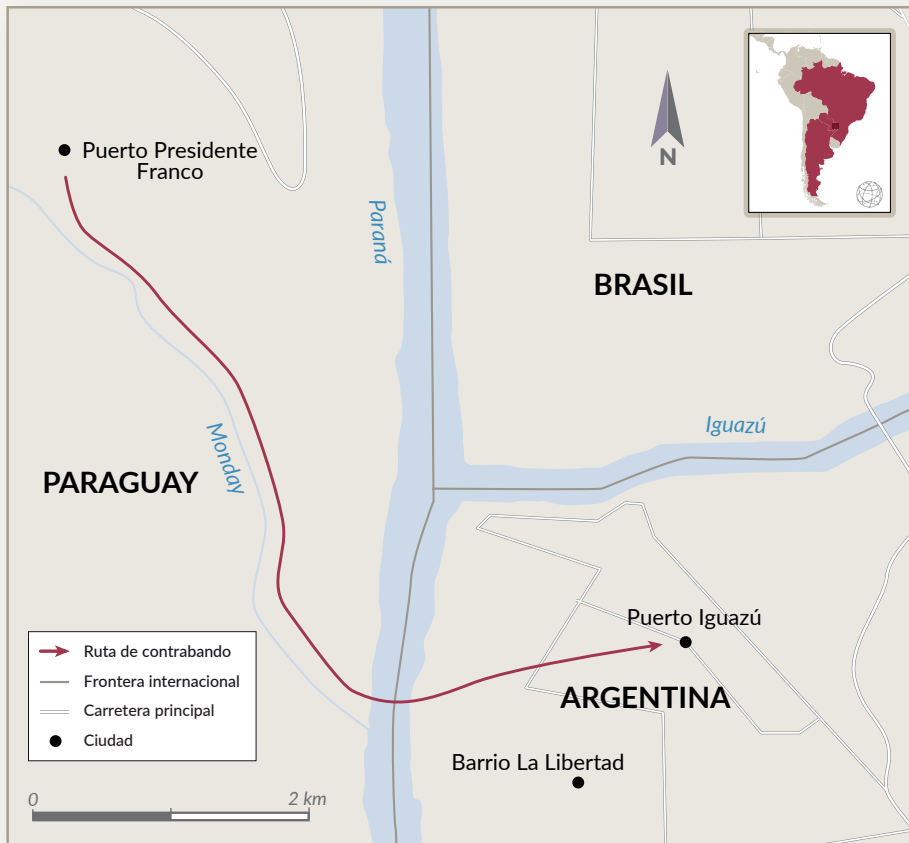 Puerto Presidente
Franco
N
Paraná
BRASIL
Iguazú
Monday
PARAGUAY
Puerto Iguazú
ARGENTINA
Barrio La Libertad
Ruta de contrabando
Frontera internacional
Carretera principal
Ciudad
0 2 km